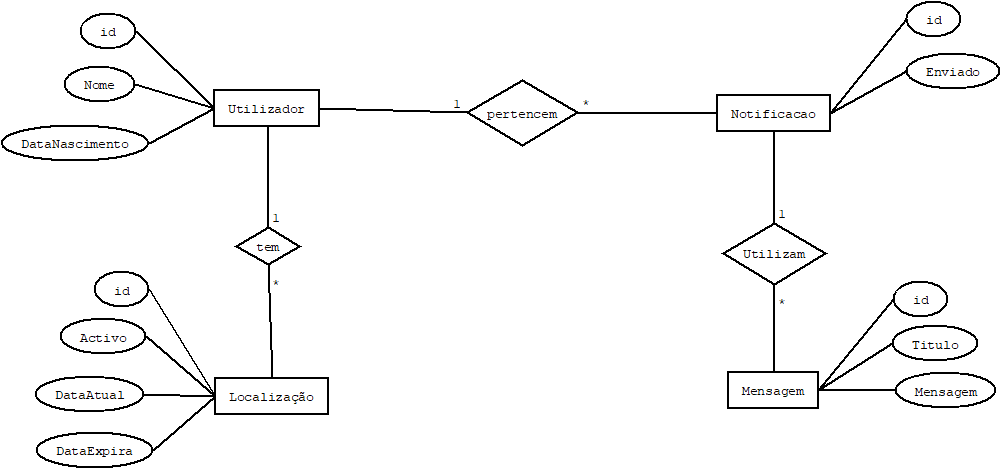 id
id
Nome
Enviado
Utilizador
1
pertencem
*
Notificacao
DataNascimento
1
tem
1
Utilizam
*
*
id
id
Activo
Titulo
DataAtual
Localização
Mensagem
Mensagem
DataExpira